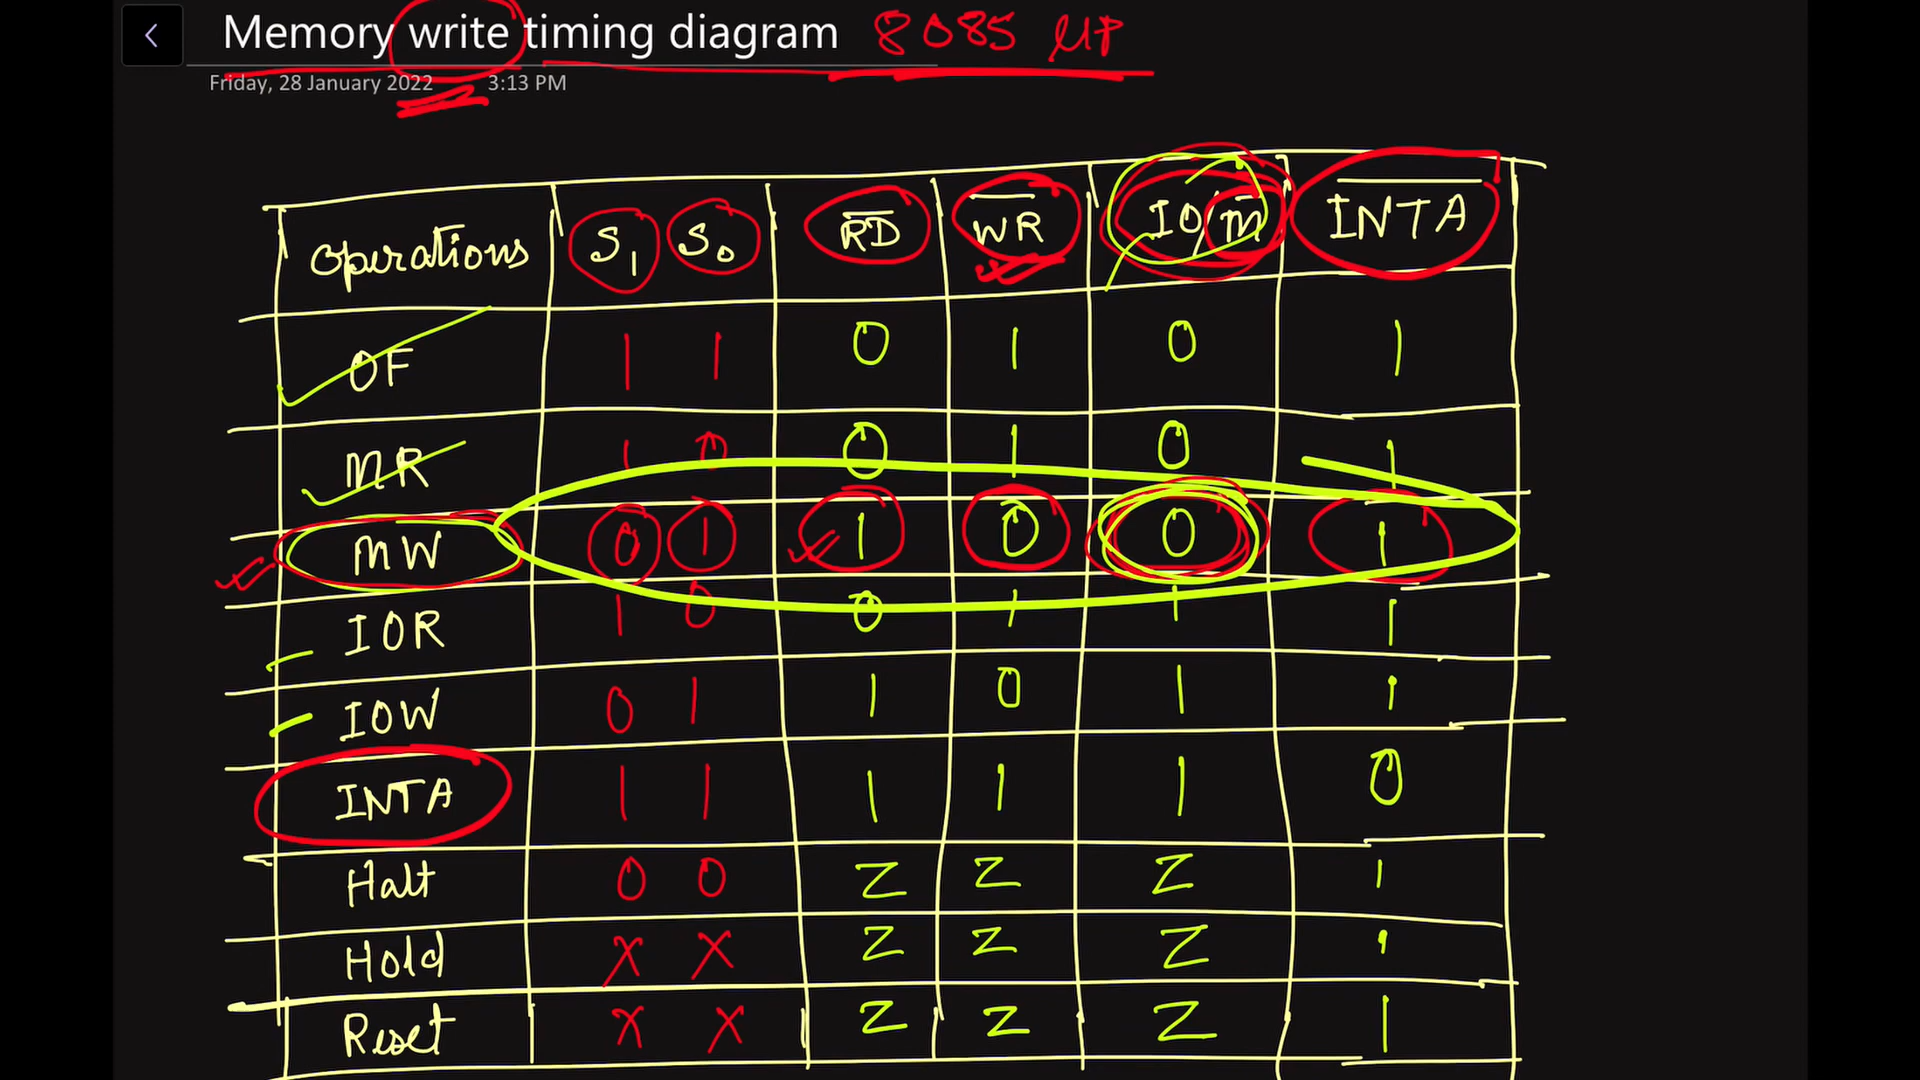 Memory write timing diagram 8085 μP
Friday, 28 January 2022 3:13 PM
Operations S₁ S₀ R̅D̅ W̅R̅ IO/M̅ I̅N̅T̅A̅
OF 1 1 0 1 0 1
MR 1 0 0 1 0 1
MW 0 1 1 0 0 1
IOR 1 0 0 1 1 1
IOW 0 1 1 0 1 1
INTA 1 1 1 1 1 0
Halt 0 0 Z Z Z 1
Hold X X Z Z Z 1
Reset X X Z Z Z 1